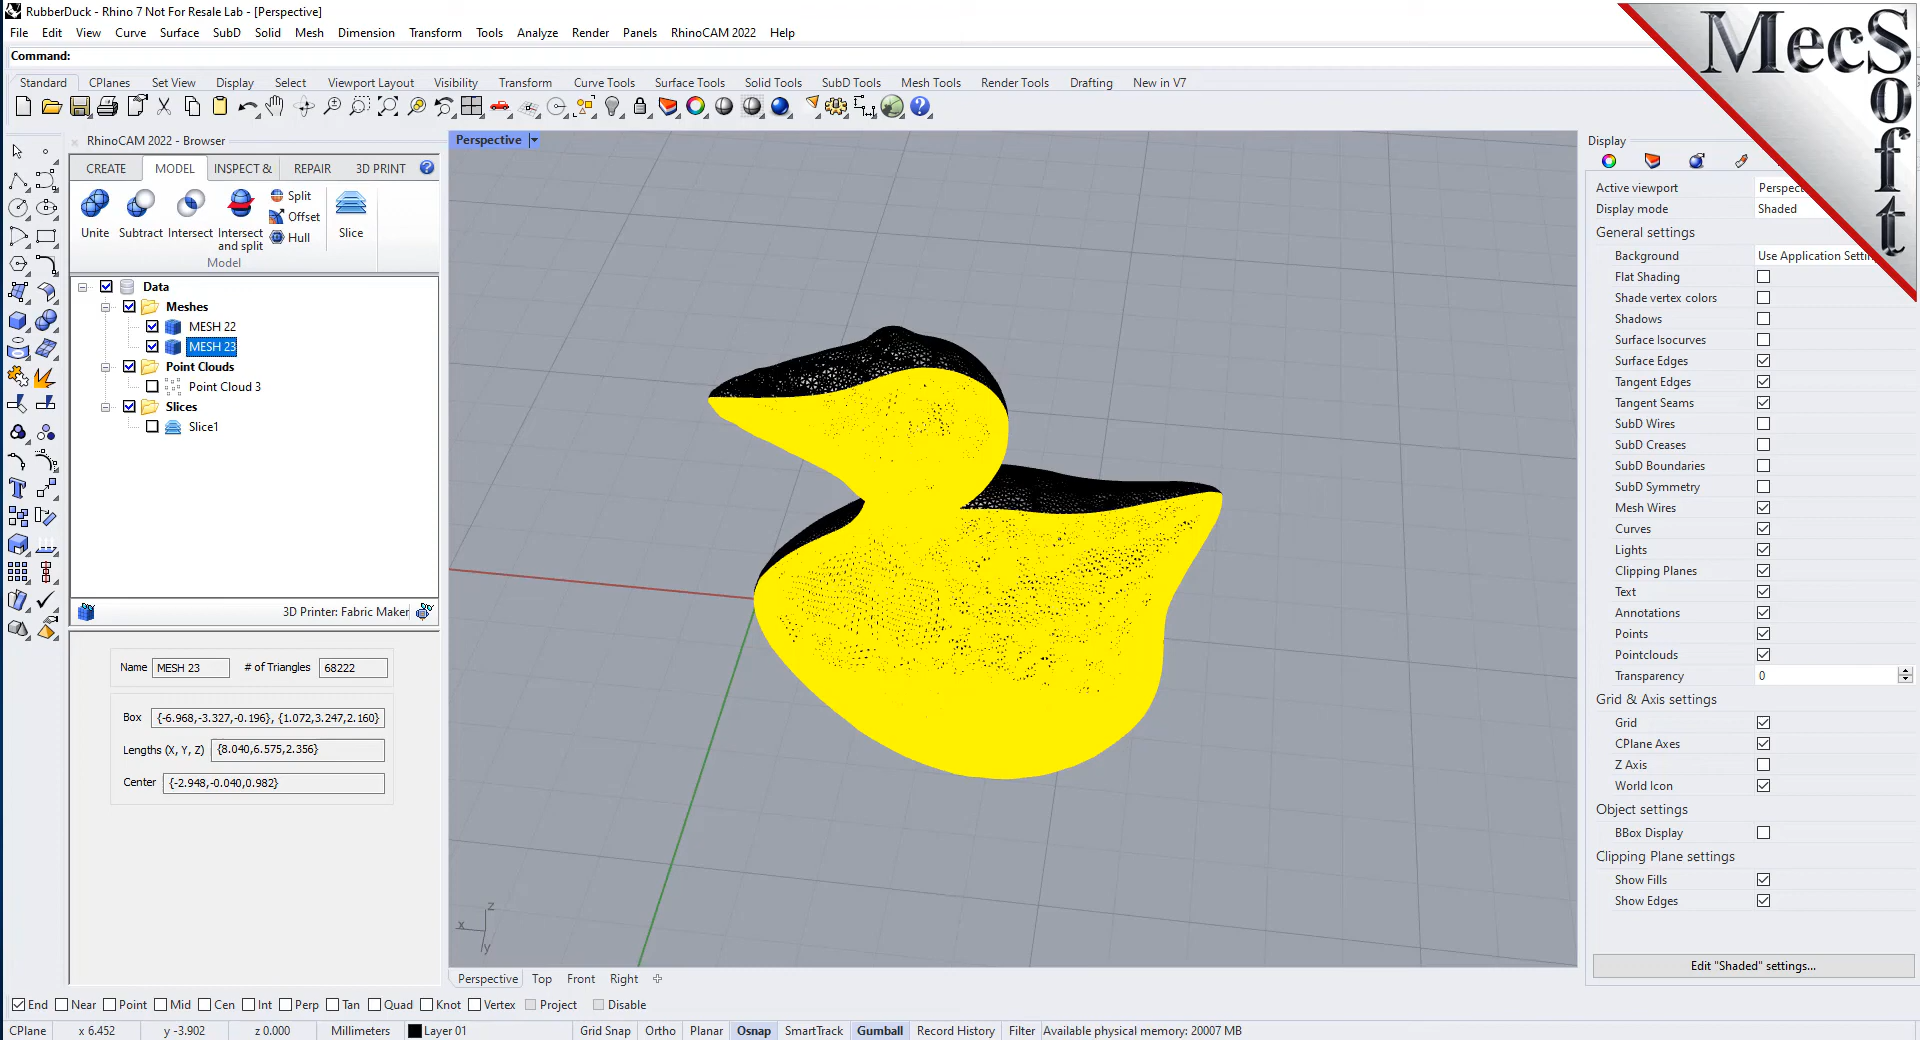 RubberDuck - Rhino 7 Not For Resale Lab - [Perspective]
File Edit View Curve Surface SubD Solid Mesh Dimension Transform Tools Analyze Render Panels RhinoCAM 2022 Help
Command:
Standard CPlanes Set View Display Select Viewport Layout Visibility Transform Curve Tools Surface Tools Solid Tools SubD Tools Mesh Tools Render Tools Drafting New in V7
MecSoft
RhinoCAM 2022 - Browser
CREATE MODEL INSPECT & REPAIR 3D PRINT
Unite Subtract Intersect Intersect and split Split Offset Hull Slice
Model
Data
Meshes
MESH 22
MESH 23
Point Clouds
Point Cloud 3
Slices
Slice1
3D Printer: Fabric Maker
Name MESH 23 # of Triangles 68222
Box {-6.968,-3.327,-0.196}, {1.072,3.247,2.160}
Lengths (X, Y, Z) {8.040,6.575,2.356}
Center {-2.948,-0.040,0.982}
Perspective
z
x
y
Perspective Top Front Right
Display
Active viewport
Display mode Shaded
General settings
Background Use Application
Flat Shading
Shade vertex colors
Shadows
Surface Isocurves
Surface Edges
Tangent Edges
Tangent Seams
SubD Wires
SubD Creases
SubD Boundaries
SubD Symmetry
Mesh Wires
Curves
Lights
Clipping Planes
Text
Annotations
Points
Pointclouds
Transparency 0
Grid & Axis settings
Grid
CPlane Axes
Z Axis
World Icon
Object settings
BBox Display
Clipping Plane settings
Show Fills
Show Edges
Edit "Shaded" settings...
End Near Point Mid Cen Int Perp Tan Quad Knot Vertex Project Disable
CPlane x 6.452 y -3.902 z 0.000 Millimeters Layer 01 Grid Snap Ortho Planar Osnap SmartTrack Gumball Record History Filter Available physical memory: 20007 MB